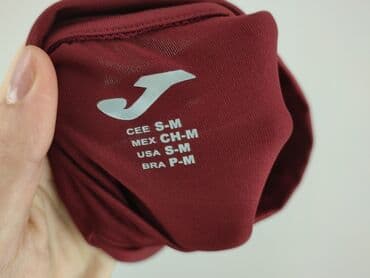 CEE S-M
MEX CH-M
USA S-M
BRA P-M